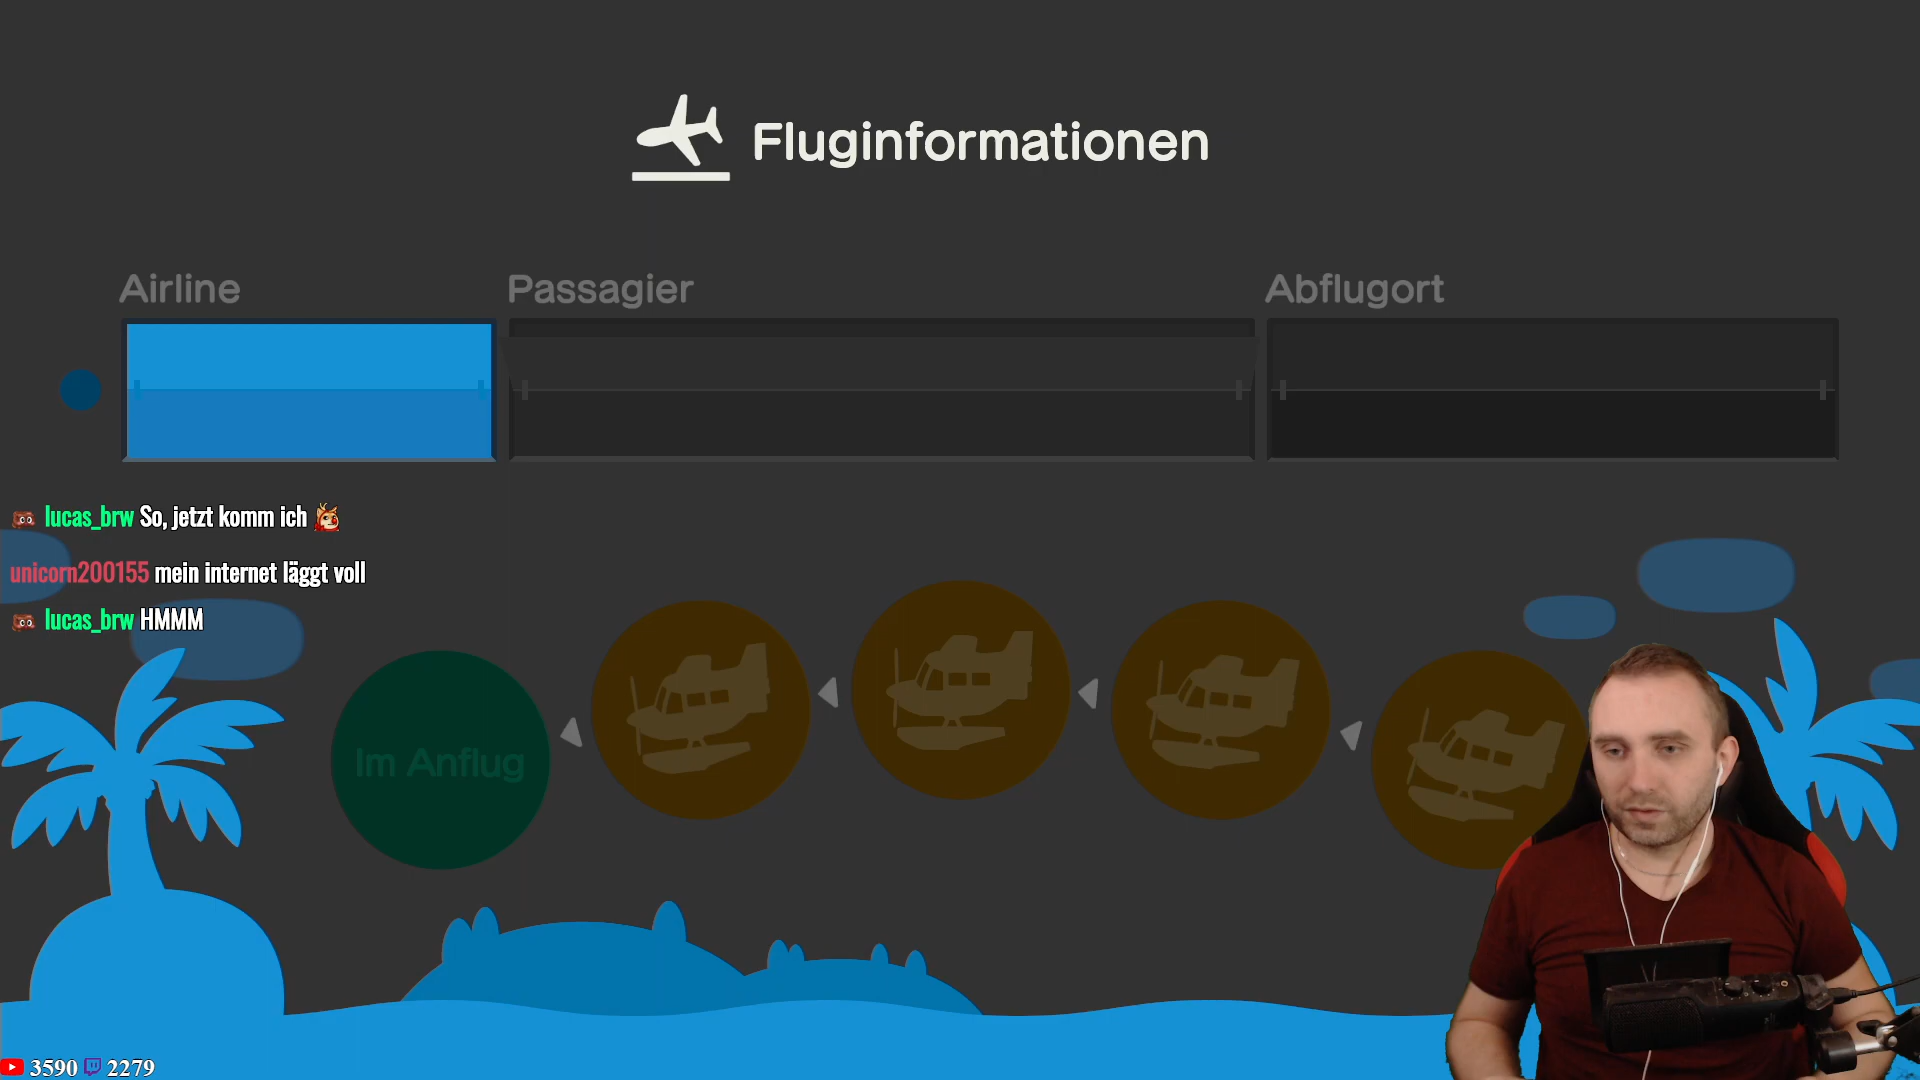 Fluginformationen
Airline
Passagier
Abflugort
lucas_brw So, jetzt komm ich
unicorn200155 mein internet läggt voll
lucas_brw HMMM
Im Anflug
3590 2279